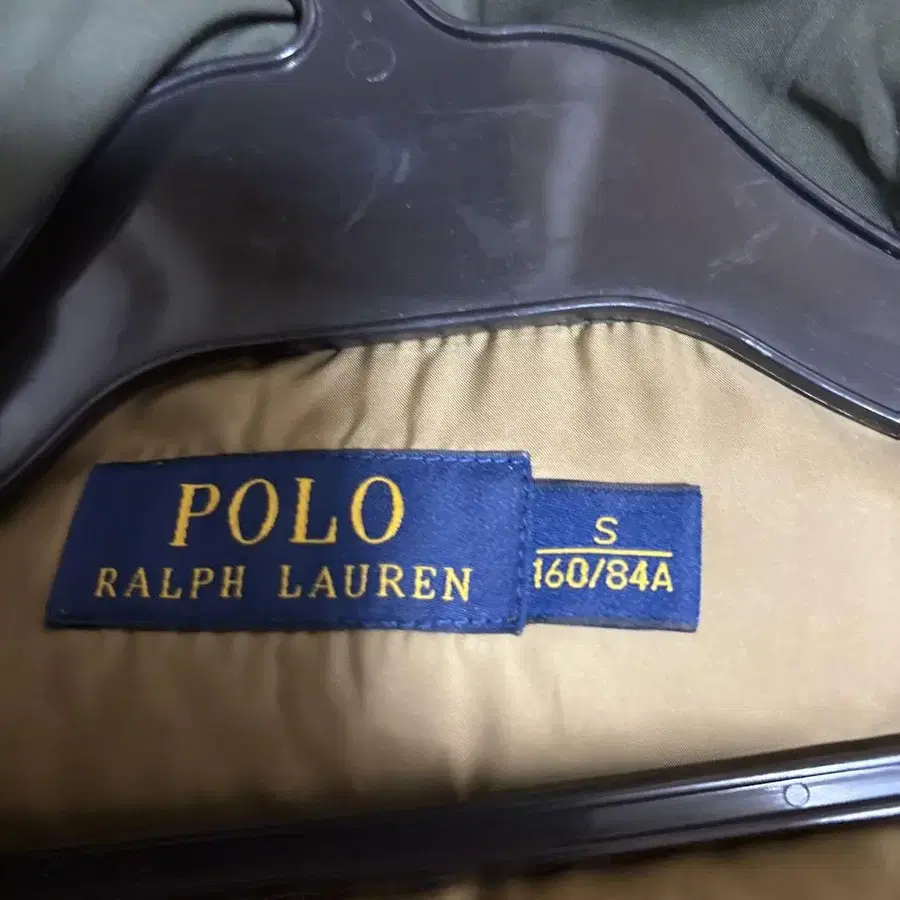 POLO
RALPH LAUREN
S
160/84A